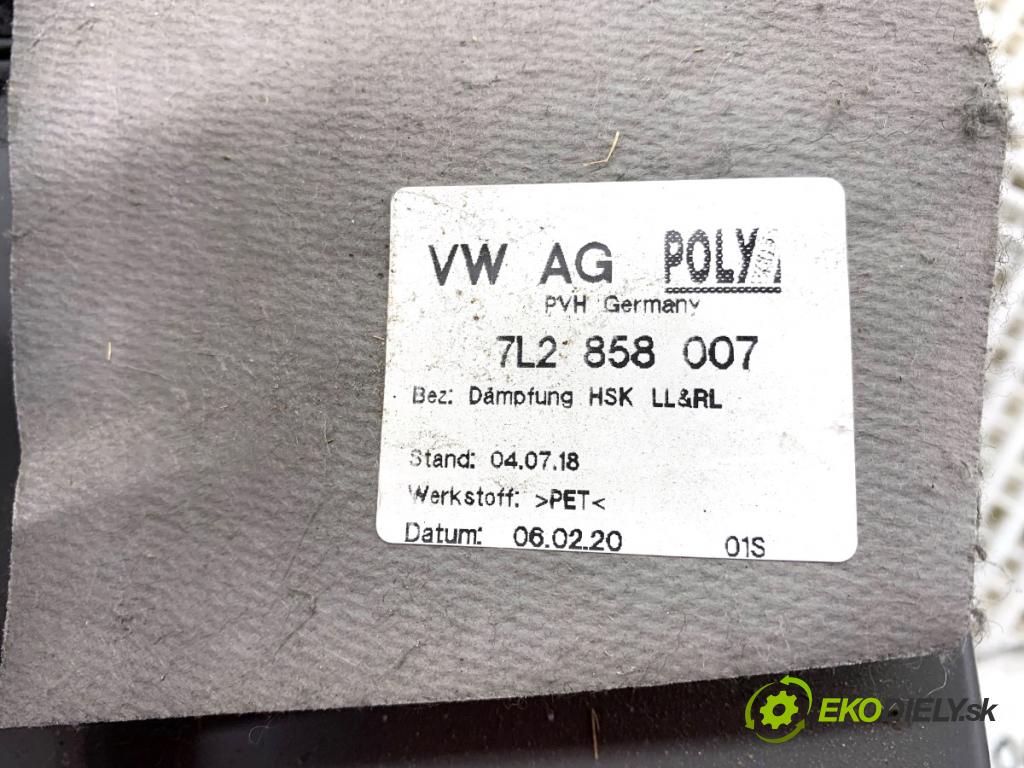 VW AG POLY
PVH Germany
7L2 858 007
Bez: Dämpfung HSK LL&RL
Stand: 04.07.18
Werkstoff: >PET<
Datum: 06.02.20 01S
EKODIELY.sk